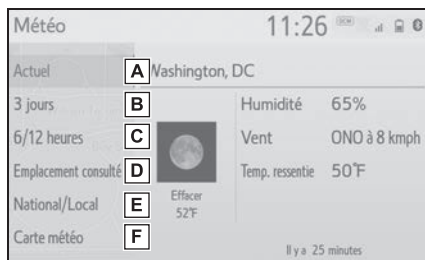 Météo 11:26 DCM
Actuel A Washington, DC
3 jours B Humidité 65%
6/12 heures C Vent ONO à 8 kmph
Emplacement consulté D Temp. ressentie 50°F
National/Local E Effacer
52°F
Carte météo F
Il y a 25 minutes